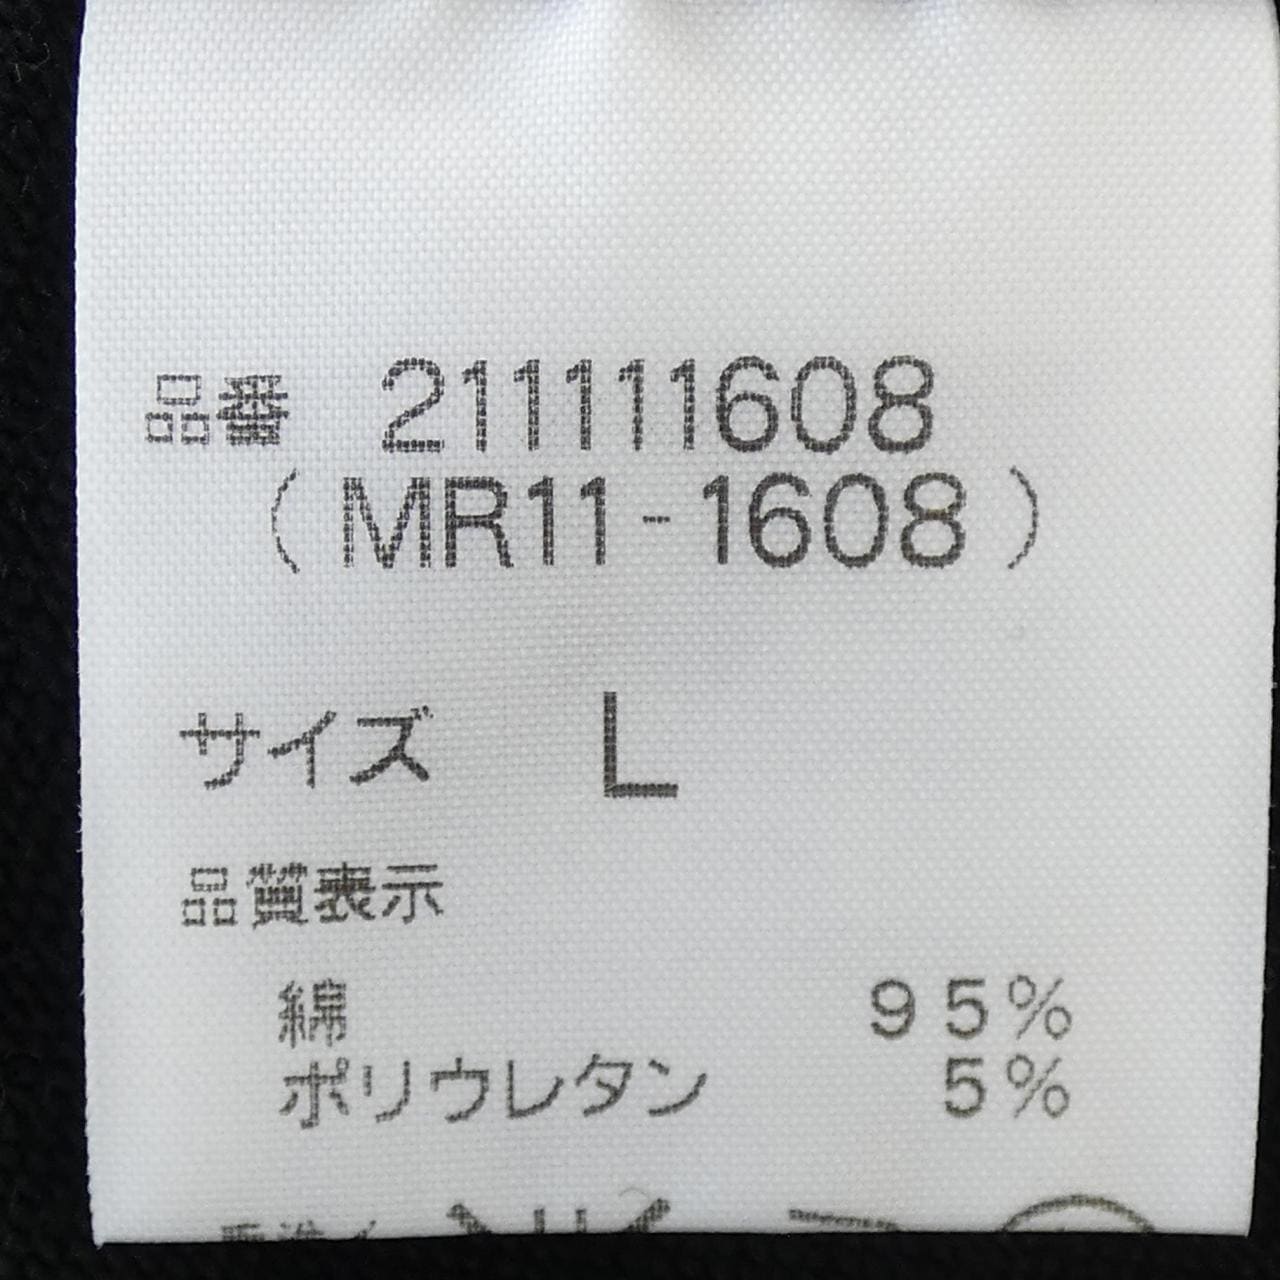 品番 211111608
(MR11-1608)
サイズ L
品質表示
綿 95%
ポリウレタン 5%